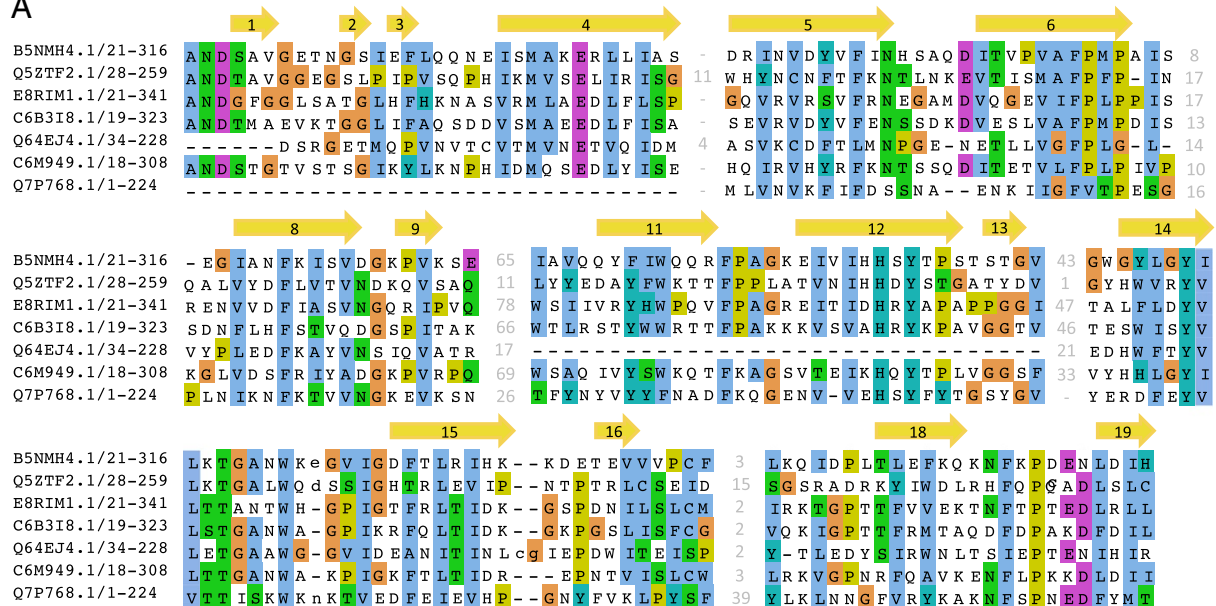 A
1 2 3 4 5 6
B5NMH4.1/21-316 ANDSAVGETNGSIEFLQQNEISMAKERLLIAS - DRINVDYVFINHSAQDITVPVAFPMPAIS 8
Q5ZTF2.1/28-259 ANDTAVGGEGSLPIPVSQPHIKMVSELLIRISG 11 WHYNCNFTFKNTLNKEVTISMAFPMPFP-IN 17
E8RIM1.1/21-341 ANDGFGGLSATGLHFHKNASVRMLAEDLFLSP - GQVRVRSVFRNEGAMDVQGEVIFPLPPIS 17
C6B3I8.1/19-323 ANDTMAEVKTGGLIFAQSDDVSMAEEDLFISA - SEVRVDYVFENSSDKDVESLVAFPMPDIS 13
Q64EJ4.1/34-228 ------DSRGETMQPVNVTCVTMVNETVQIDM 4 ASVKCDFTLMNPGE-NETLLVGFPLG-L- 14
C6M949.1/18-308 ANDSTGTVSTSGIKYLKNPHIDMQSEDLYISE - HQIRVHYRFKNTSSQDITETVIFPLPIVP 10
Q7P768.1/1-224 -------------------------------- - MLVNVKFIFDSSNA--ENKIIGFVTPESG 16
8 9 11 12 13 14
B5NMH4.1/21-316 -EGIANFKISVDGKPVKSE 65 IAVQQYFIWQQRFPAGKEIVIHHSYTPSTSTGV 43 GWGYLGYI
Q5ZTF2.1/28-259 QALVYDFLVTVNDKQVSAQ 11 LYYEDAYFWKTTFPPLATVNIHHDYSTGATYDV 1 GYHWVRYV
E8RIM1.1/21-341 RENVVDFIASVNGQRIPVQ 78 WSIIVRYHWPQVFPAGREITIDHRYAPAPPGGI 47 TALFLDYV
C6B3I8.1/19-323 SDNFLHFSTVQDGSPITAK 66 WTLRSTYWWRTTFPAKKKVSVAHRYKPAVGGTV 46 TESWISYV
Q64EJ4.1/34-228 VYPLEDFKAYVNSIQVATR 17 --------------------------------- 21 EDHWFTYV
C6M949.1/18-308 KGLVDSFRIYADGKPVRPQ 69 WSAQIVYSWKQTFKAGSVTEIKHQYTPLVGGSF 33 VYHHLGYI
Q7P768.1/1-224 PLNIKNFKTVVNGKEVKSN 26 TFYNYVYYFNADFKQGENV-VEHSYFYTGSYGV - YERDFEYV
15 16 18 19
B5NMH4.1/21-316 LKTGANWKeGVIGDFTLRIHK--KDETEVVVPCF 3 LKQIDPLTLEFKQKNFKPDENLDIH
Q5ZTF2.1/28-259 LKTGALWQdSSIGHTRLEVIP--NTPTRLCSEID 15 SGSRADRKYIWDLRHFQPGADLSLC
E8RIM1.1/21-341 LTTANTWH-GPIGTFRLTIDK--GSPDNILSLCM 2 IRKTGPTTFVVEKTNFTPTEDLRLL
C6B3I8.1/19-323 LSTGANWA-GPIKRFQLTIDK--GKPGSLISFCG 2 VQKIGPTTFRMTAQDFDPAKDFDIL
Q64EJ4.1/34-228 LETGAAWG-GVIDEANITINLcgIEPDWITEISP 2 Y-TLEDYSIRWNLTSIEPTENIHIR
C6M949.1/18-308 LTTGANWA-KPIGKFTLTIDR---EPNTVISLCW 3 LRKVGPNRFQAVKENFLPKKDLDII
Q7P768.1/1-224 VTTISKWKnKTVEDFEIEVHP--GNYFVKLPYSF 39 YLKLNNGFVRYKAKNFSPNEDFYMT